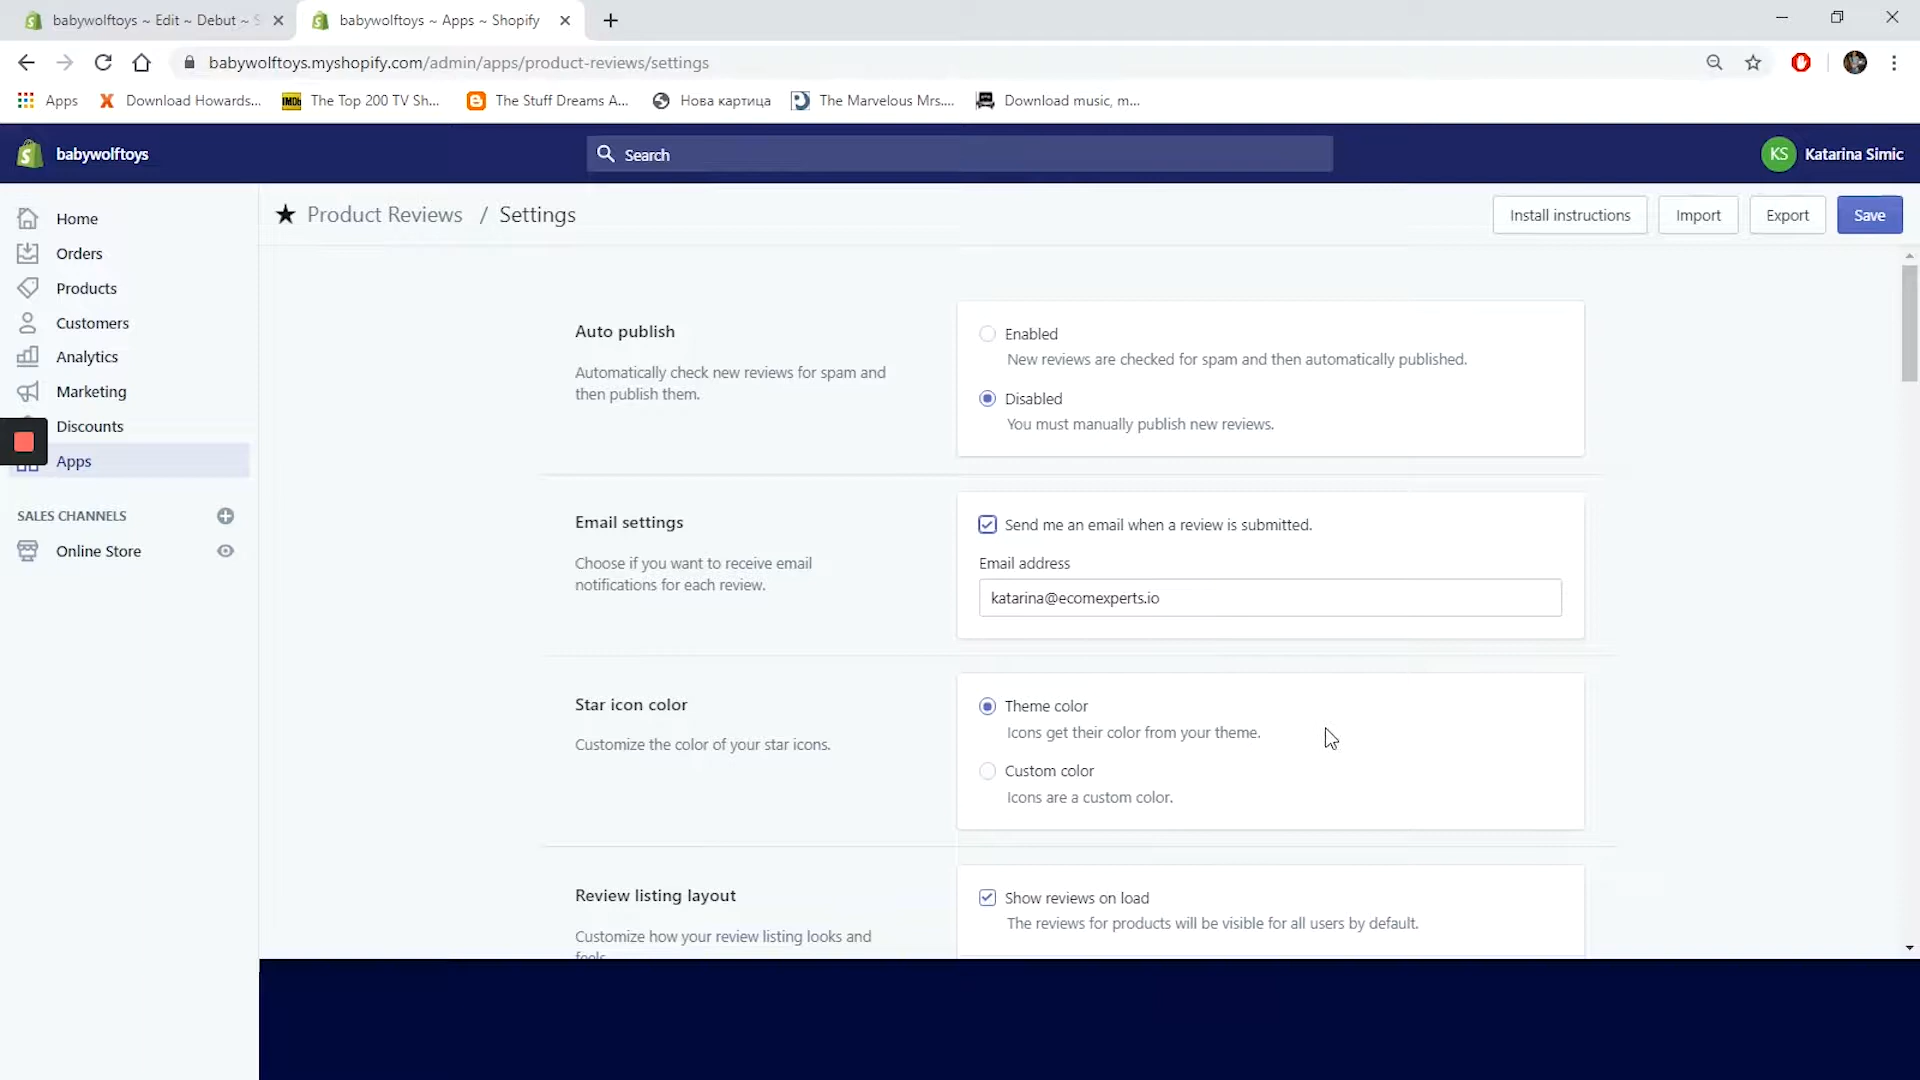 babywolftoys ~ Edit ~ Debut ~ S
babywolftoys ~ Apps ~ Shopify
babywolftoys.myshopify.com/admin/apps/product-reviews/settings
Apps
Download Howards...
IMDb
The Top 200 TV Sh...
The Stuff Dreams A...
Нова картица
The Marvelous Mrs....
Download music, m...
babywolftoys
Search
KS
Katarina Simic
Home
Orders
Products
Customers
Analytics
Marketing
Discounts
Apps
SALES CHANNELS
Online Store
Product Reviews / Settings
Install instructions
Import
Export
Save
Auto publish
Automatically check new reviews for spam and
then publish them.
Enabled
New reviews are checked for spam and then automatically published.
Disabled
You must manually publish new reviews.
Email settings
Choose if you want to receive email
notifications for each review.
Send me an email when a review is submitted.
Email address
katarina@ecomexperts.io
Star icon color
Customize the color of your star icons.
Theme color
Icons get their color from your theme.
Custom color
Icons are a custom color.
Review listing layout
Customize how your review listing looks and
feels.
Show reviews on load
The reviews for products will be visible for all users by default.